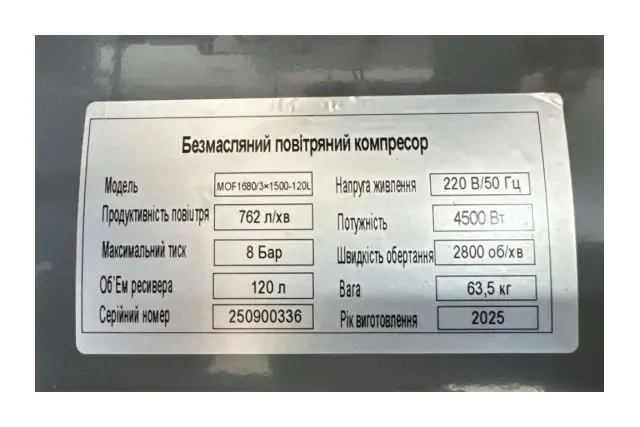 Безмасляний повітряний компресор
Модель MOF1680/3×1500-120L Напруга живлення 220 В/50 Гц
Продуктивність повіцтря 762 л/хв Потужність 4500 Вт
Максимальний тиск 8 Бар Швидкість обертання 2800 об/хв
Об'Ем ресивера 120 л Вага 63,5 кг
Серійний номер 250900336 Рік виготовлення 2025